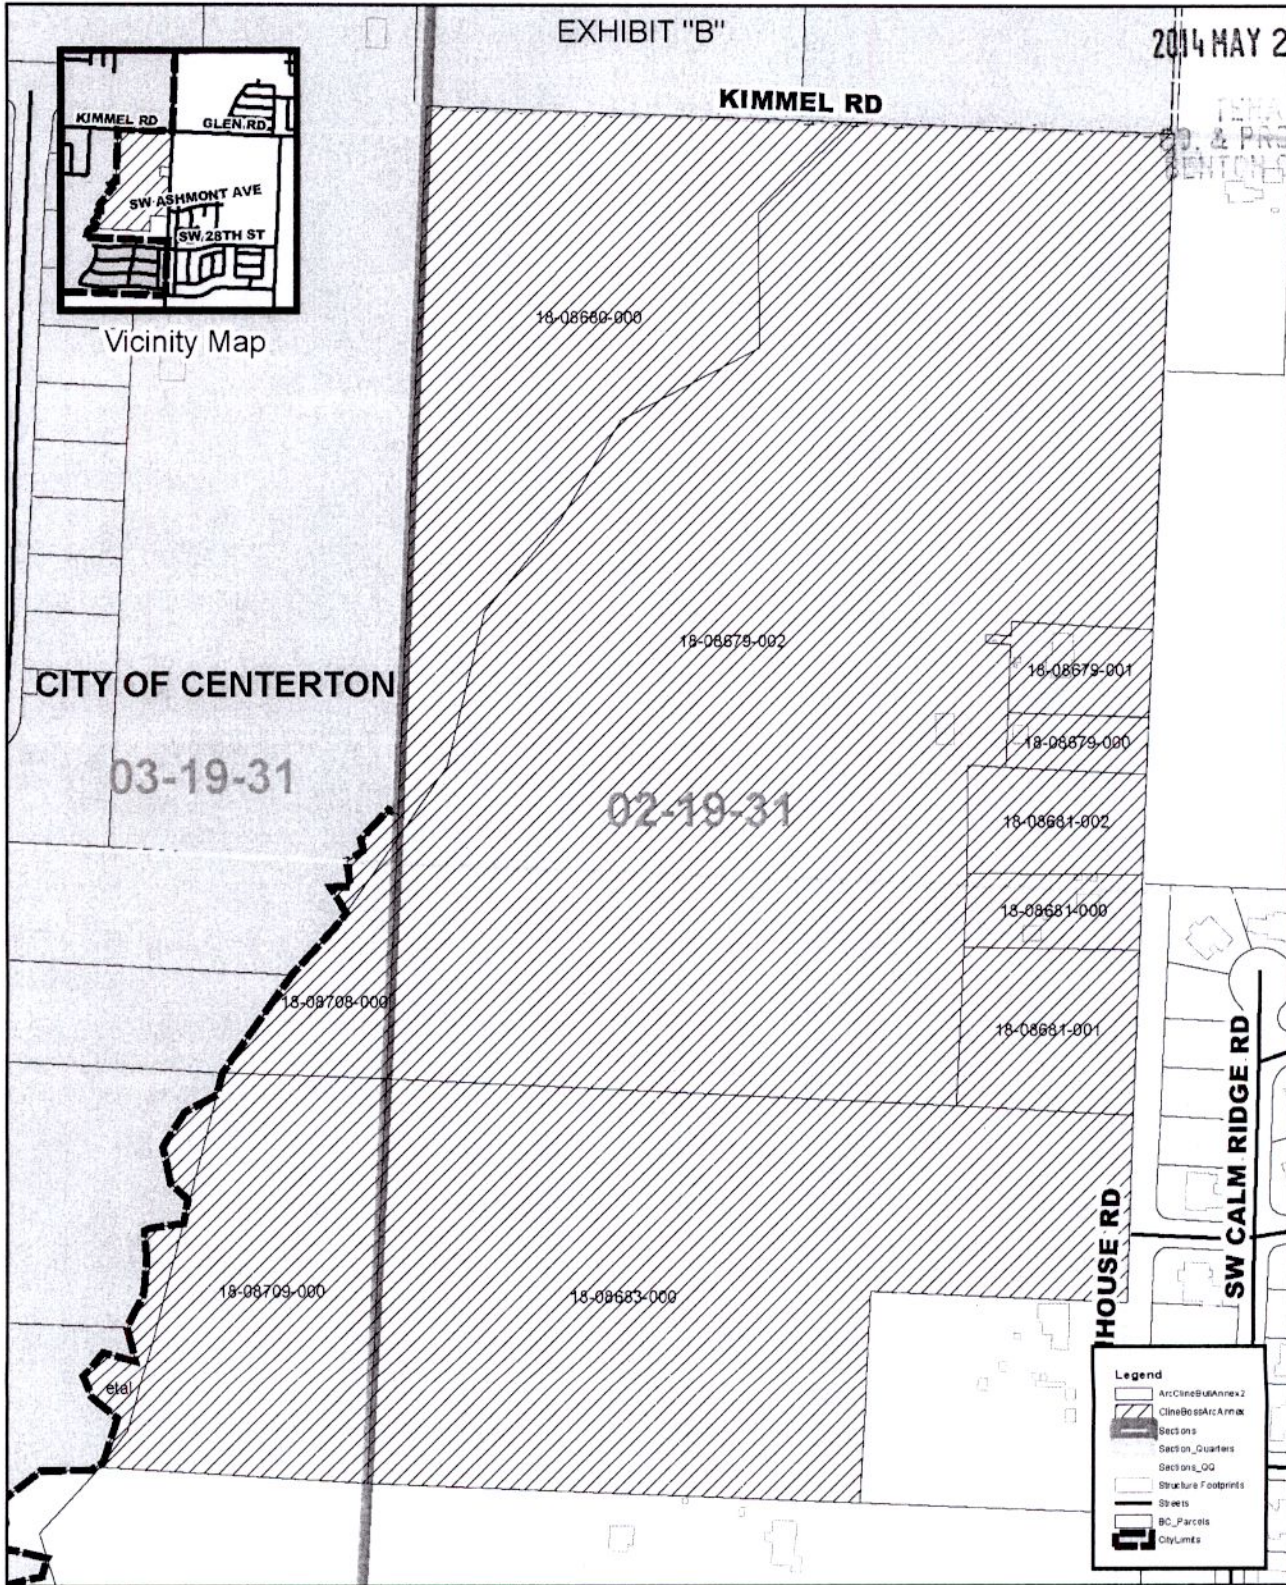 EXHIBIT "B"
2014 MAY 2
KIMMEL RD
KIMMEL RD
GLEN RD
SW ASHMONT AVE
SW 28TH ST
Vicinity Map
18-08680-000
18-08679-002
18-08679-001
18-08679-000
CITY OF CENTERTON
03-19-31
02-19-31
18-08681-002
18-08681-000
18-08708-000
18-08681-001
SW CALM RIDGE RD
HOUSE RD
18-08709-000
18-08683-000
etal
Legend
ArcClineBullAnnex2
ClineBossArcAnnex
Sections
Section_Quarters
Sections_QQ
Structure Footprints
Streets
BC_Parcels
CityLimits